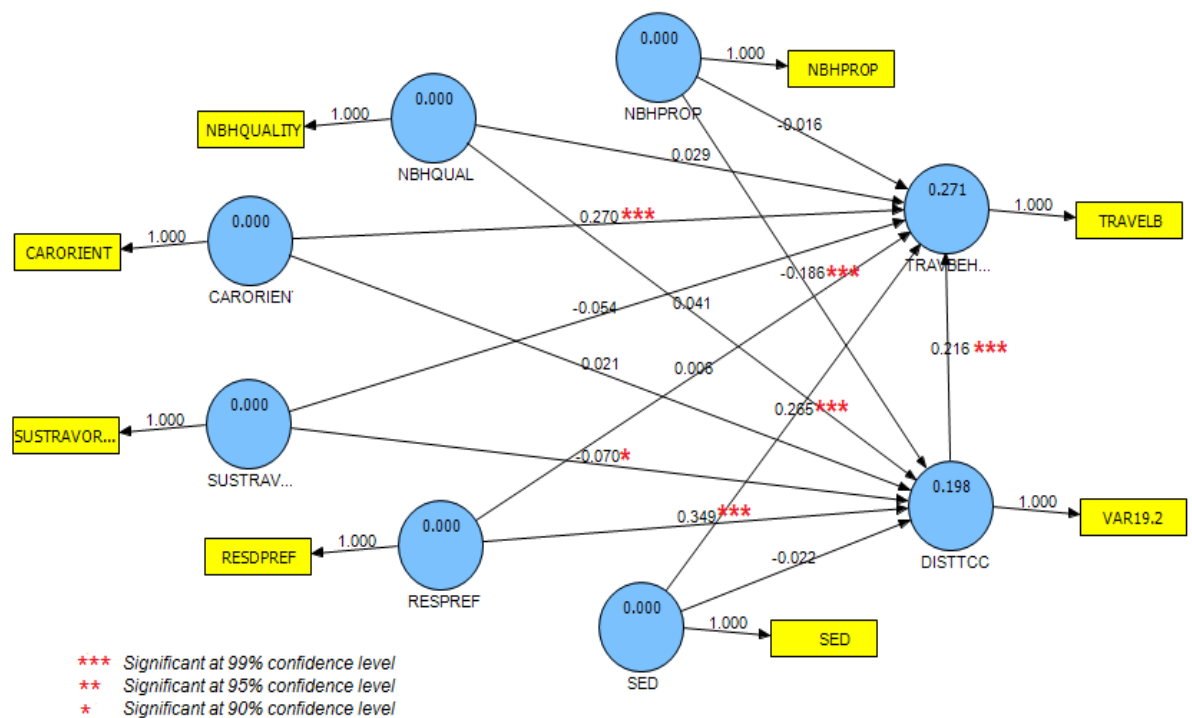 0.000
1.000
NBHPROP
NBHPROP
0.000
1.000
NBHQUALITY
NBHQUAL
-0.016
0.029
0.271
1.000
TRAVELB
TRAVBEH...
0.000
1.000
CARORIENT
CARORIENT
0.270 ***
-0.186 ***
0.041
-0.054
0.216 ***
0.021
0.006
0.265 ***
0.000
1.000
SUSTRAVOR...
SUSTRAV...
-0.070 *
0.198
1.000
VAR19.2
DISTTCC
0.000
1.000
RESDPREF
RESPREF
0.349 ***
-0.022
0.000
1.000
SED
SED
*** Significant at 99% confidence level
** Significant at 95% confidence level
* Significant at 90% confidence level